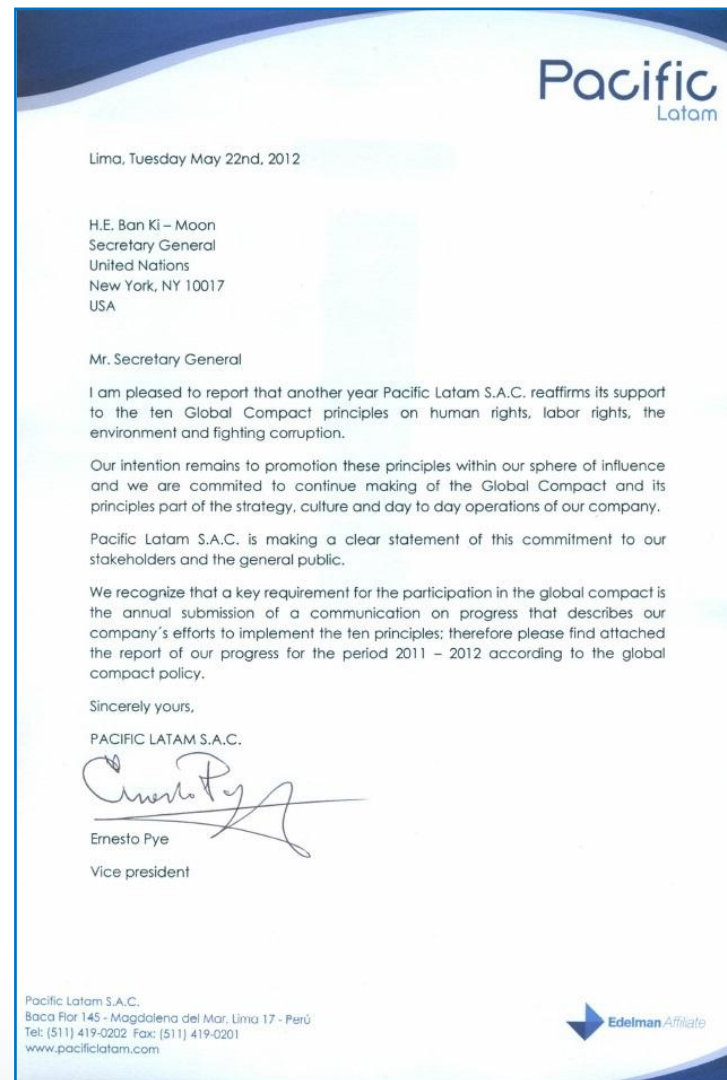 Pacific
Latam
Lima, Tuesday May 22nd, 2012
H.E. Ban Ki – Moon
Secretary General
United Nations
New York, NY 10017
USA
Mr. Secretary General
I am pleased to report that another year Pacific Latam S.A.C. reaffirms its support
to the ten Global Compact principles on human rights, labor rights, the
environment and fighting corruption.
Our intention remains to promotion these principles within our sphere of influence
and we are commited to continue making of the Global Compact and its
principles part of the strategy, culture and day to day operations of our company.
Pacific Latam S.A.C. is making a clear statement of this commitment to our
stakeholders and the general public.
We recognize that a key requirement for the participation in the global compact is
the annual submission of a communication on progress that describes our
company´s efforts to implement the ten principles; therefore please find attached
the report of our progress for the period 2011 – 2012 according to the global
compact policy.
Sincerely yours,
PACIFIC LATAM S.A.C.
Ernesto Pye
Ernesto Pye
Vice president
Pacific Latam S.A.C.
Baca Flor 145 - Magdalena del Mar, Lima 17 - Perú
Tel: (511) 419-0202 Fax: (511) 419-0201
www.pacificlatam.com
Edelman Affiliate